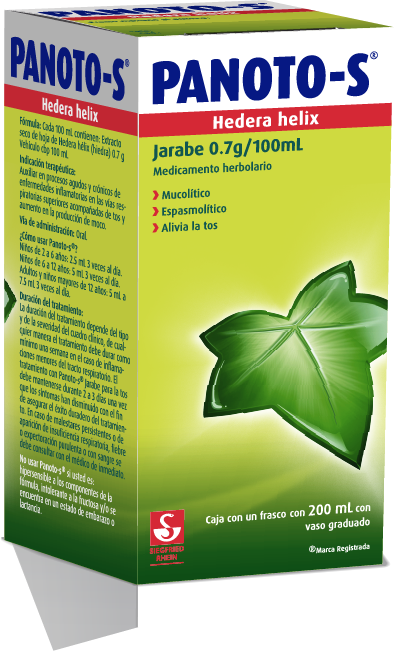 PANOTO-S®
Hedera helix
Fórmula: Cada 100 mL contienen: Extracto
seco de hoja de Hedera hélix (hiedra) 0.7 g
Vehículo cbp 100 mL
Indicación terapéutica:
Auxiliar en procesos agudos y crónicos de
enfermedades inflamatorias en las vías res-
piratorias superiores acompañadas de tos y
aumento en la producción de moco.
Vía de administración: Oral.
¿Cómo usar Panoto-s®?
Niños de 2 a 6 años: 2.5 mL 3 veces al día.
Niños de 6 a 12 años: 5 mL 3 veces al día.
Adultos y niños mayores de 12 años: 5 mL a
7.5 mL 3 veces al día.
Duración del tratamiento:
La duración del tratamiento depende del tipo
y de la severidad del cuadro clínico, de cual-
quier manera el tratamiento debe durar como
mínimo una semana en el caso de inflama-
ciones menores del tracto respiratorio. El
tratamiento con Panoto-s® Jarabe para la tos
debe mantenerse durante 2 a 3 días una vez
que los síntomas han disminuido con el fin
de asegurar el éxito duradero del tratamien-
to. En caso de malestares persistentes o de
aparición de insuficiencia respiratoria, fiebre
o expectoración purulenta o con sangre se
debe consultar con el médico de inmediato.
No usar Panoto-s® si usted es:
hipersensible a los componentes de la
fórmula, intolerante a la fructosa y/o se
encuentra en un estado de embarazo o
lactancia.
PANOTO-S®
Hedera helix
Jarabe 0.7g/100mL
Medicamento herbolario
Mucolítico
Espasmolítico
Alivia la tos
SIEGFRIED
RHEIN
Caja con un frasco con 200 mL con
vaso graduado
®Marca Registrada